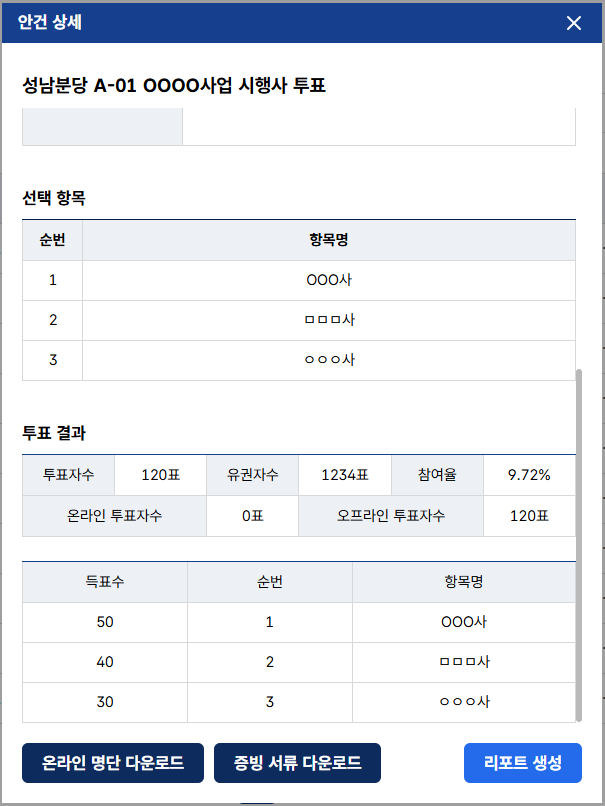 안건 상세
성남분당 A-01 OOOO사업 시행사 투표
선택 항목
순번 항목명
1 OOO사
2 ㅁㅁㅁ사
3 ㅇㅇㅇ사
투표 결과
투표자수 120표 유권자수 1234표 참여율 9.72%
온라인 투표자수 0표 오프라인 투표자수 120표
득표수 순번 항목명
50 1 OOO사
40 2 ㅁㅁㅁ사
30 3 ㅇㅇㅇ사
온라인 명단 다운로드 증빙 서류 다운로드 리포트 생성